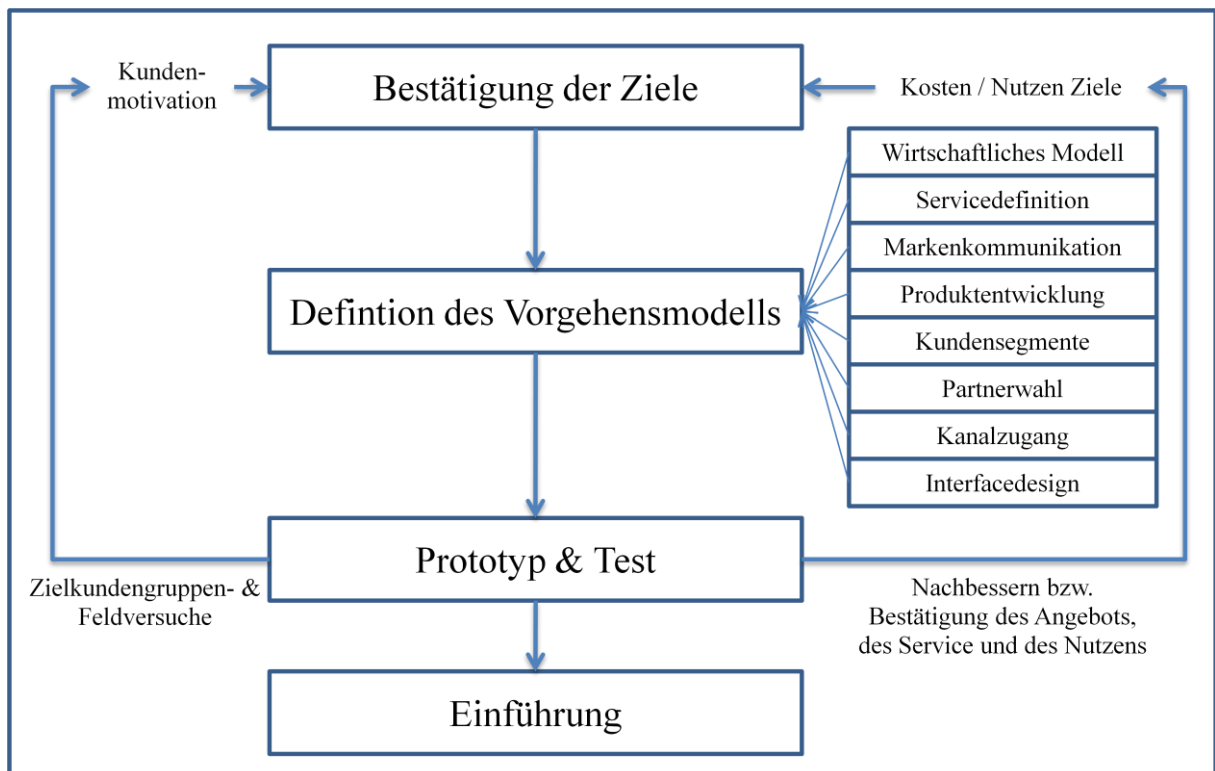 Kunden-
motivation
Bestätigung der Ziele
Kosten / Nutzen Ziele
Wirtschaftliches Modell
Servicedefinition
Markenkommunikation
Produktentwicklung
Kundensegmente
Partnerwahl
Kanalzugang
Interfacedesign
Defintion des Vorgehensmodells
Prototyp & Test
Zielkundengruppen- &
Feldversuche
Nachbessern bzw.
Bestätigung des Angebots,
des Service und des Nutzens
Einführung